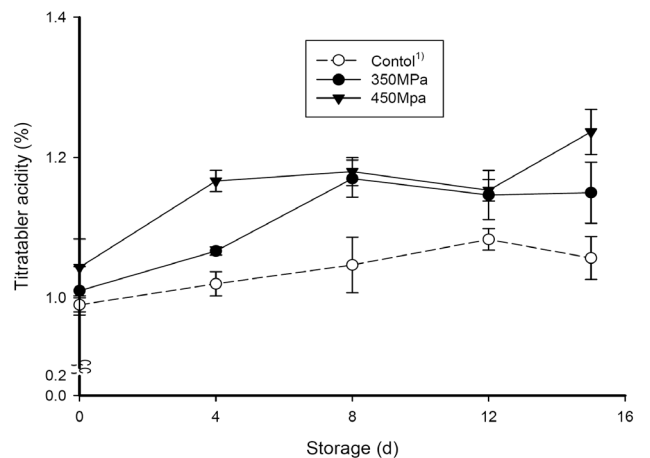 1.4
Contol1)
350MPa
450Mpa
1.2
Titratabler acidity (%)
1.0
0.2
0.0
0 4 8 12 16
Storage (d)